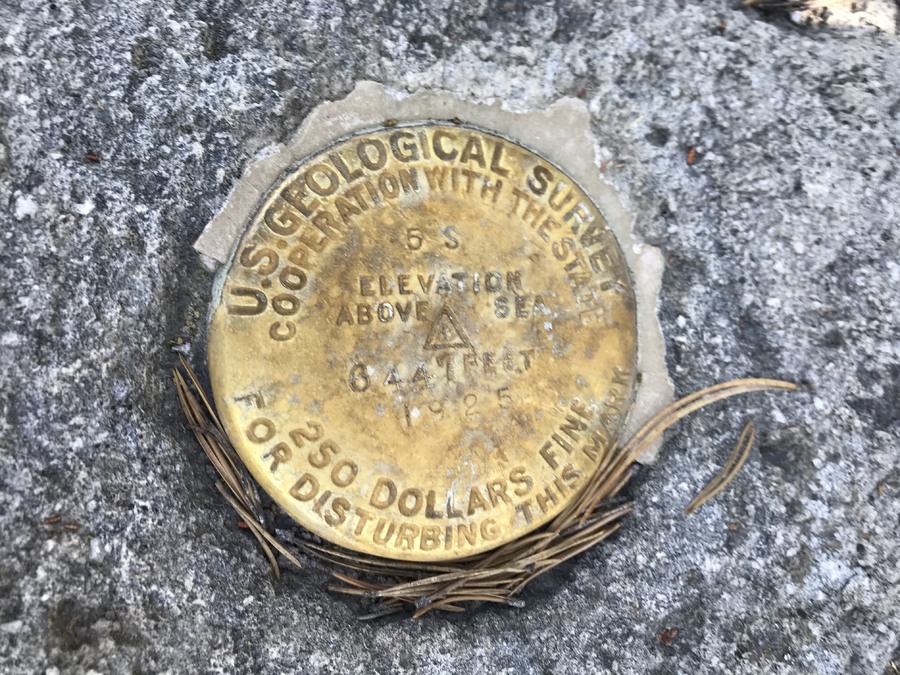 U.S. GEOLOGICAL SURVEY
COOPERATION WITH THE STATE
5 S
ELEVATION
ABOVE SEA
6447 FEET
1925
250 DOLLARS FINE
FOR DISTURBING THIS MARK